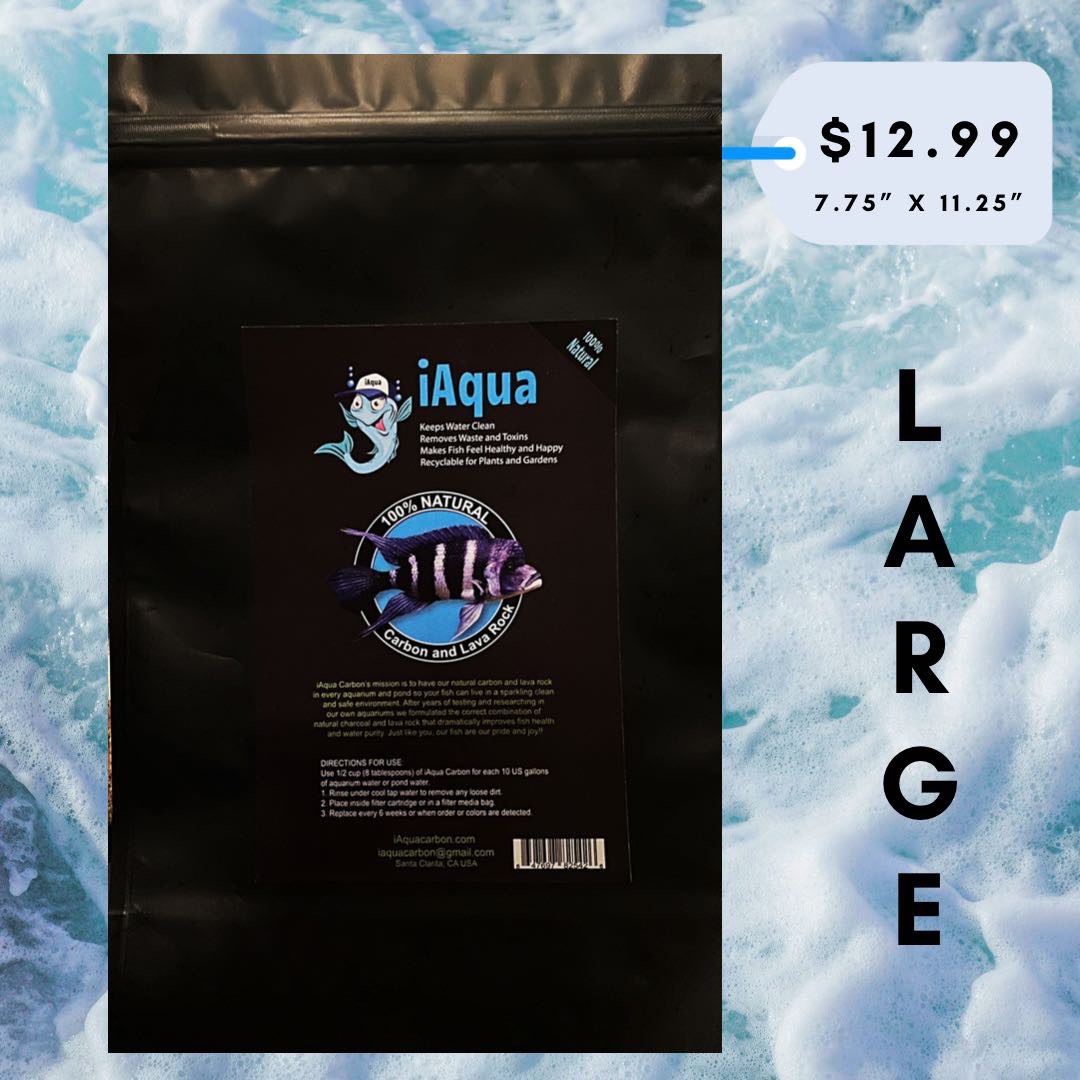 $12.99
7.75” X 11.25”
LARGE
100%
Natural
iAqua
iAqua
Keeps Water Clean
Removes Waste and Toxins
Makes Fish Feel Healthy and Happy
Recyclable for Plants and Gardens
100% NATURAL
Carbon and Lava Rock
iAqua Carbon's mission is to have our natural carbon and lava rock
in every aquarium and pond so your fish can live in a sparkling clean
and safe environment. After years of testing and researching in
our own aquariums we formulated the correct combination of
natural charcoal and lava rock that dramatically improves fish health
and water purity. Just like you, our fish are our pride and joy!!
DIRECTIONS FOR USE:
Use 1/2 cup (8 tablespoons) of iAqua Carbon for each 10 US gallons
of aquarium water or pond water.
1. Rinse under cool tap water to remove any loose dirt.
2. Place inside filter cartridge or in a filter media bag.
3. Replace every 6 weeks or when order or colors are detected.
iAquacarbon.com
iaquacarbon@gmail.com
Santa Clarita, CA USA